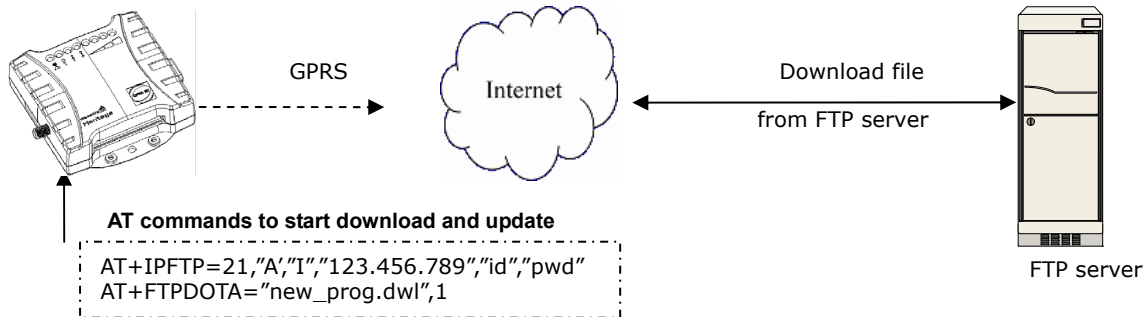 GPRS
Internet
Download file
from FTP server
AT commands to start download and update
AT+IPFTP=21,”A’,”I”,”123.456.789”,”id”,”pwd”
AT+FTPDOTA=”new_prog.dwl”,1
FTP server